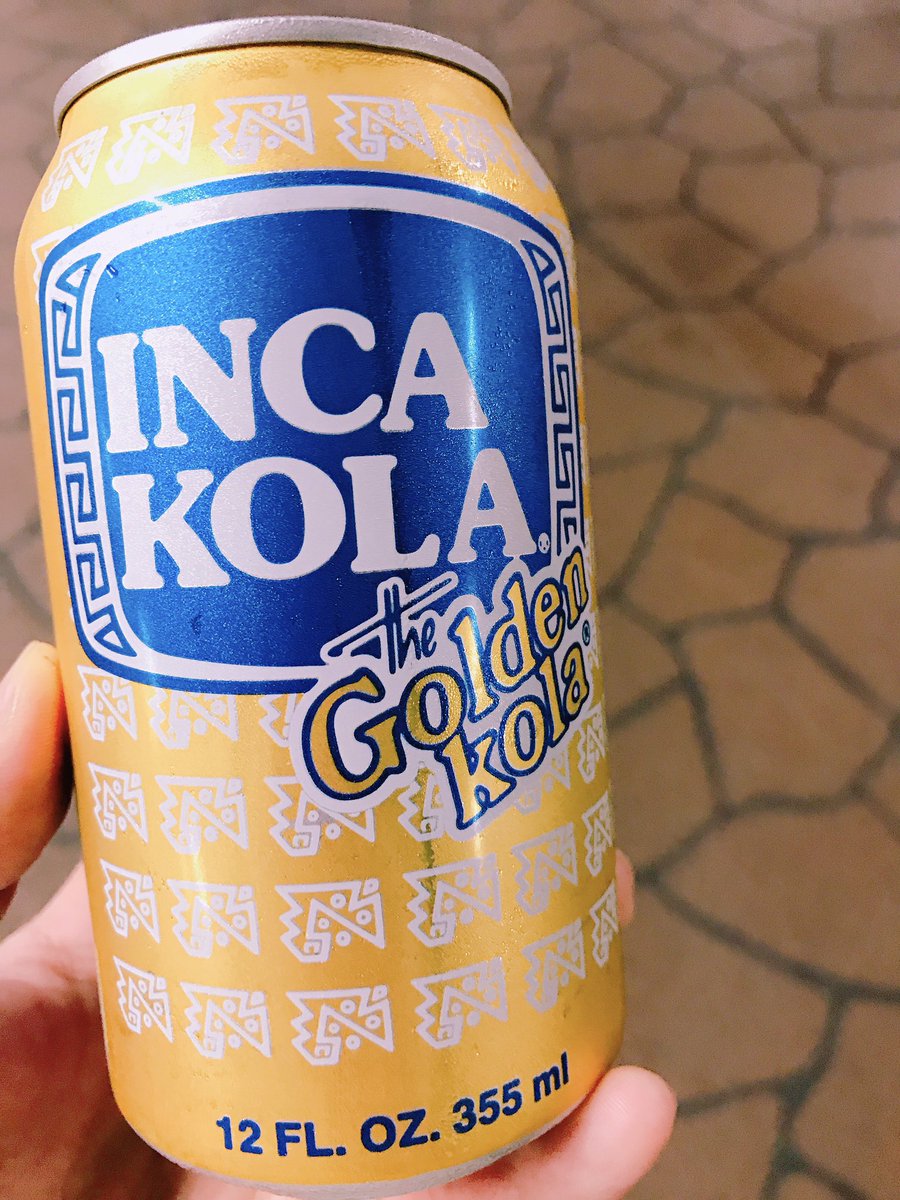 INCA
KOLA®
the
Golden
kola®
12 FL. OZ. 355 ml